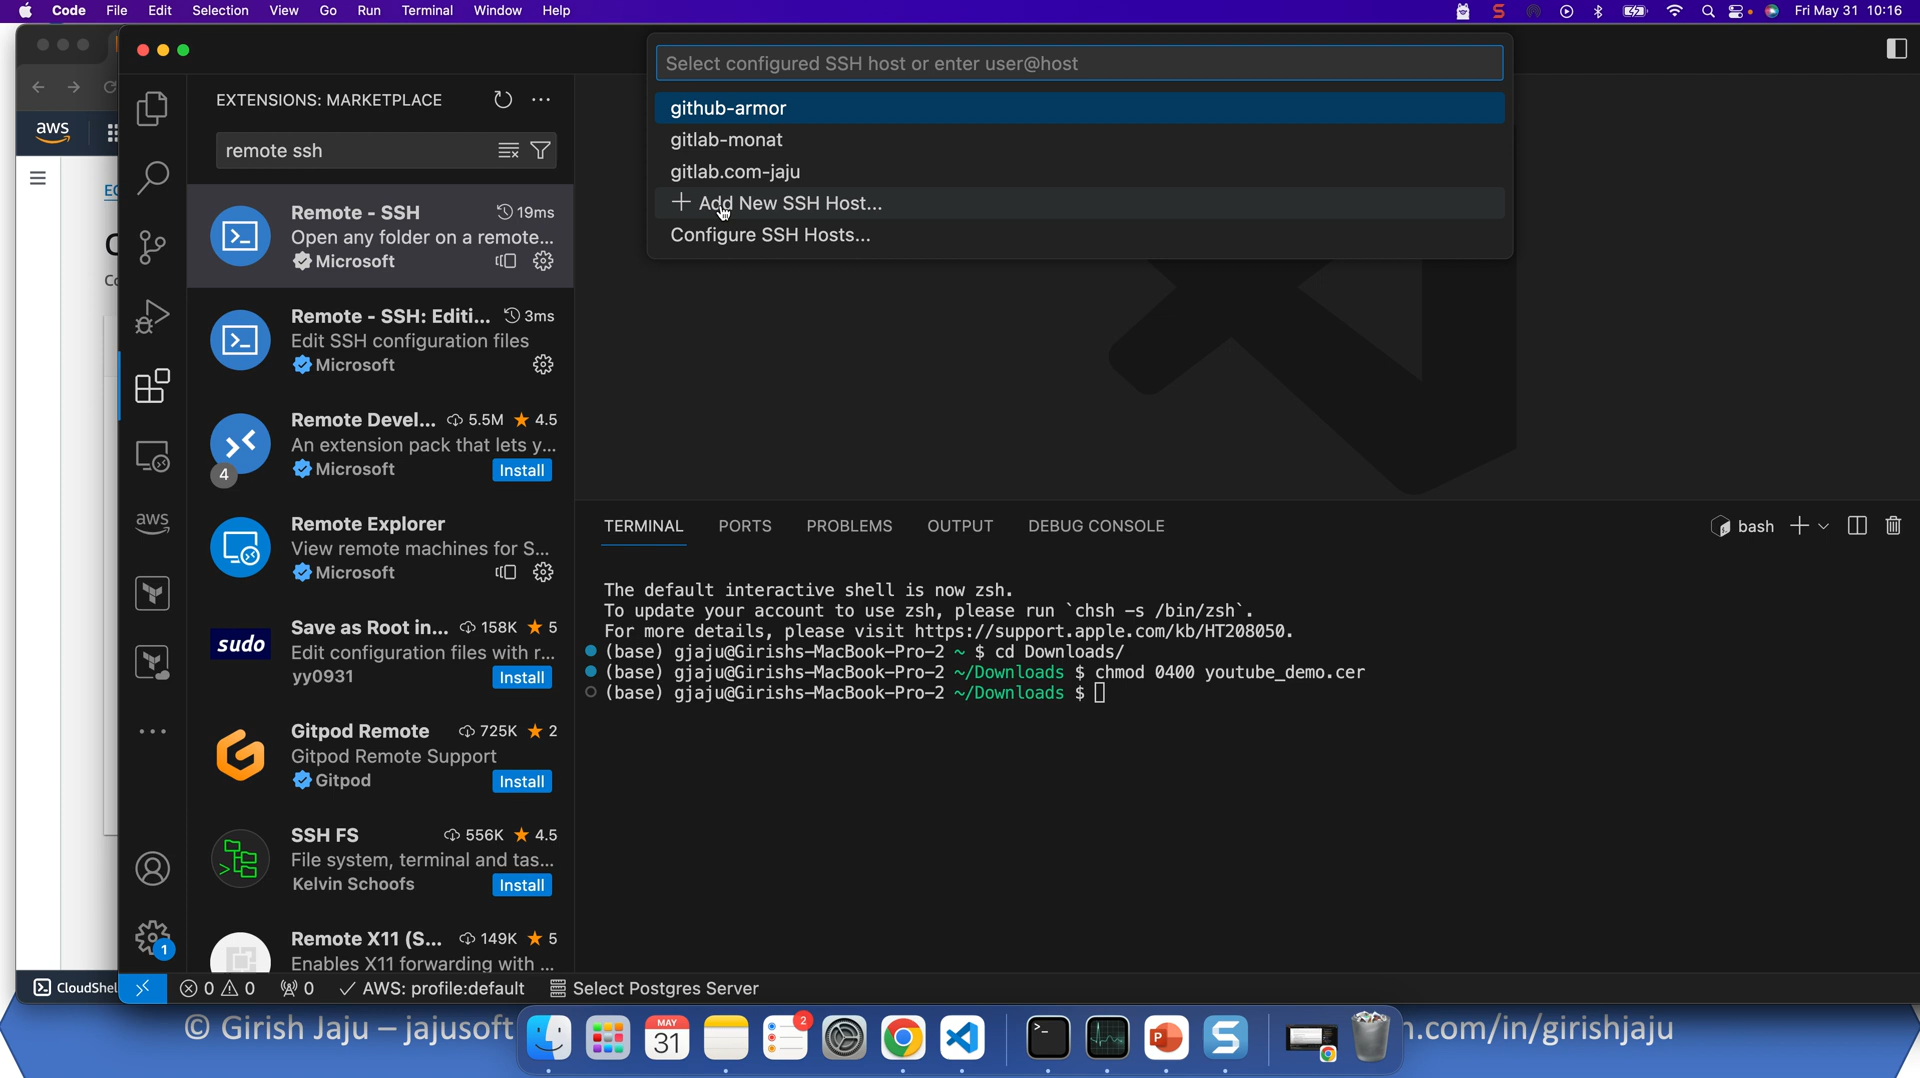 Code File Edit Selection View Go Run Terminal Window Help
Fri May 31 10:16
aws
EXTENSIONS: MARKETPLACE
remote ssh
Remote - SSH 19ms
Open any folder on a remote...
Microsoft
Remote - SSH: Editi... 3ms
Edit SSH configuration files
Microsoft
Remote Devel... 5.5M 4.5
An extension pack that lets y...
Microsoft Install
4
Remote Explorer
View remote machines for S...
Microsoft
sudo
Save as Root in... 158K 5
Edit configuration files with r...
yy0931 Install
Gitpod Remote 725K 2
Gitpod Remote Support
Gitpod Install
SSH FS 556K 4.5
File system, terminal and tas...
Kelvin Schoofs Install
Remote X11 (S... 149K 5
Enables X11 forwarding with ...
aws
1
Select configured SSH host or enter user@host
github-armor
gitlab-monat
gitlab.com-jaju
+ Add New SSH Host...
Configure SSH Hosts...
TERMINAL PORTS PROBLEMS OUTPUT DEBUG CONSOLE
bash
The default interactive shell is now zsh.
To update your account to use zsh, please run `chsh -s /bin/zsh`.
For more details, please visit https://support.apple.com/kb/HT208050.
(base) gjaju@Girishs-MacBook-Pro-2 ~ $ cd Downloads/
(base) gjaju@Girishs-MacBook-Pro-2 ~/Downloads $ chmod 0400 youtube_demo.cer
(base) gjaju@Girishs-MacBook-Pro-2 ~/Downloads $
CloudShel
0 0 0 AWS: profile:default Select Postgres Server
© Girish Jaju – jajusoft
n.com/in/girishjaju
MAY
31
2